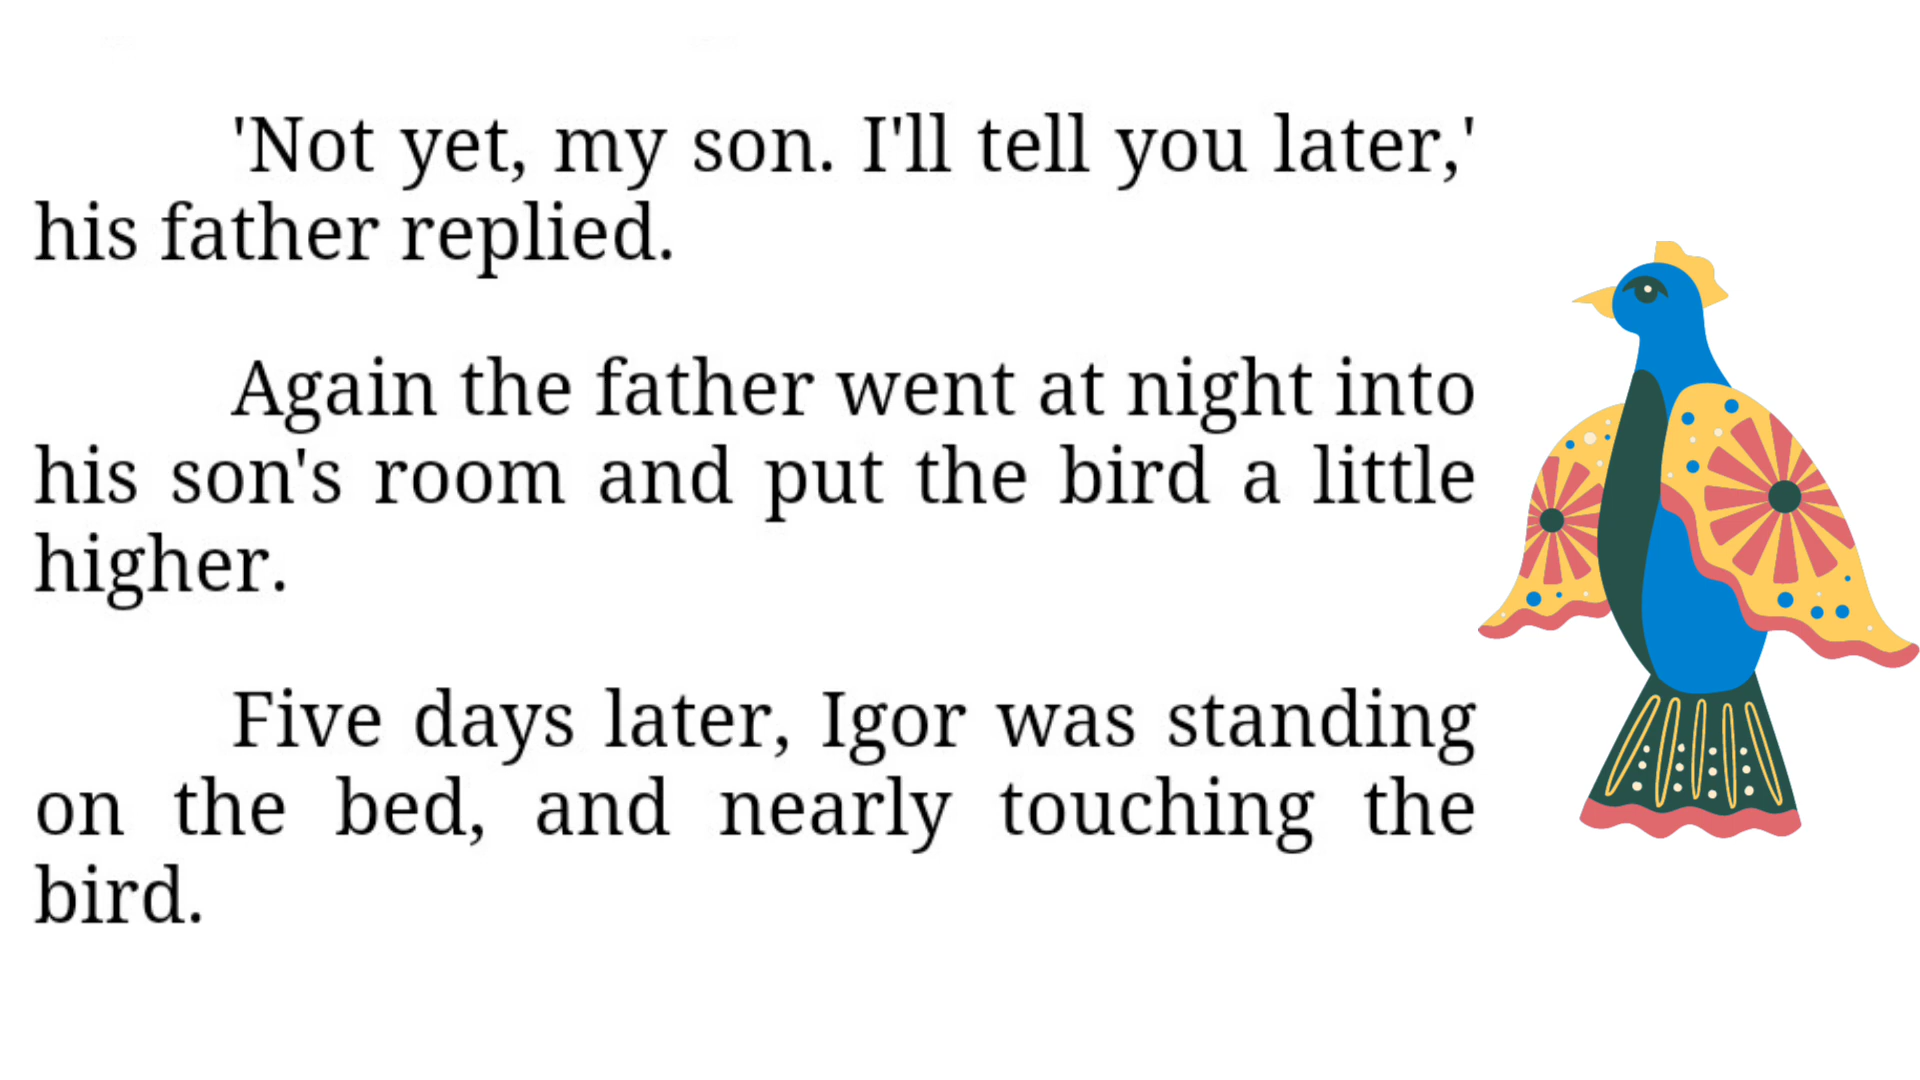 'Not yet, my son. I'll tell you later,'
his father replied.
Again the father went at night into
his son's room and put the bird a little
higher.
Five days later, Igor was standing
on the bed, and nearly touching the
bird.